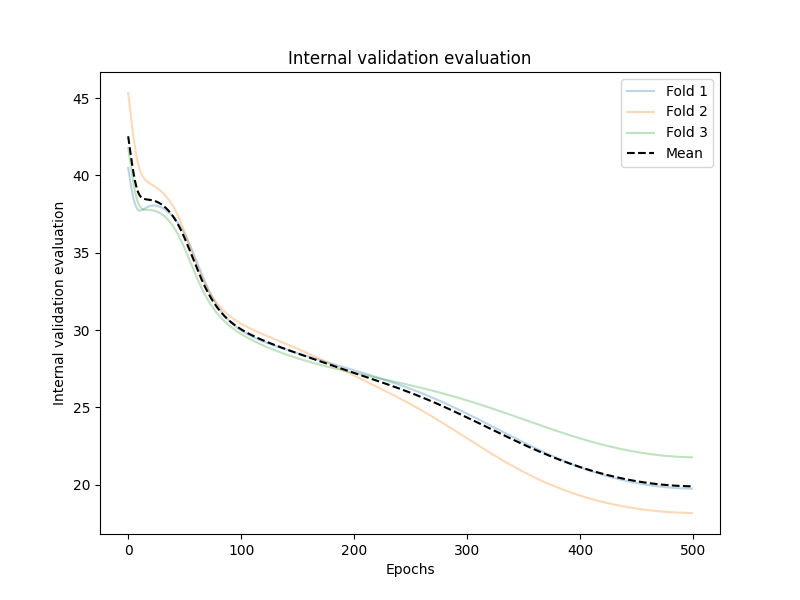 Internal validation evaluation
Fold 1
Fold 2
Fold 3
Mean
Internal validation evaluation
45
40
35
30
25
20
0 100 200 300 400 500
Epochs